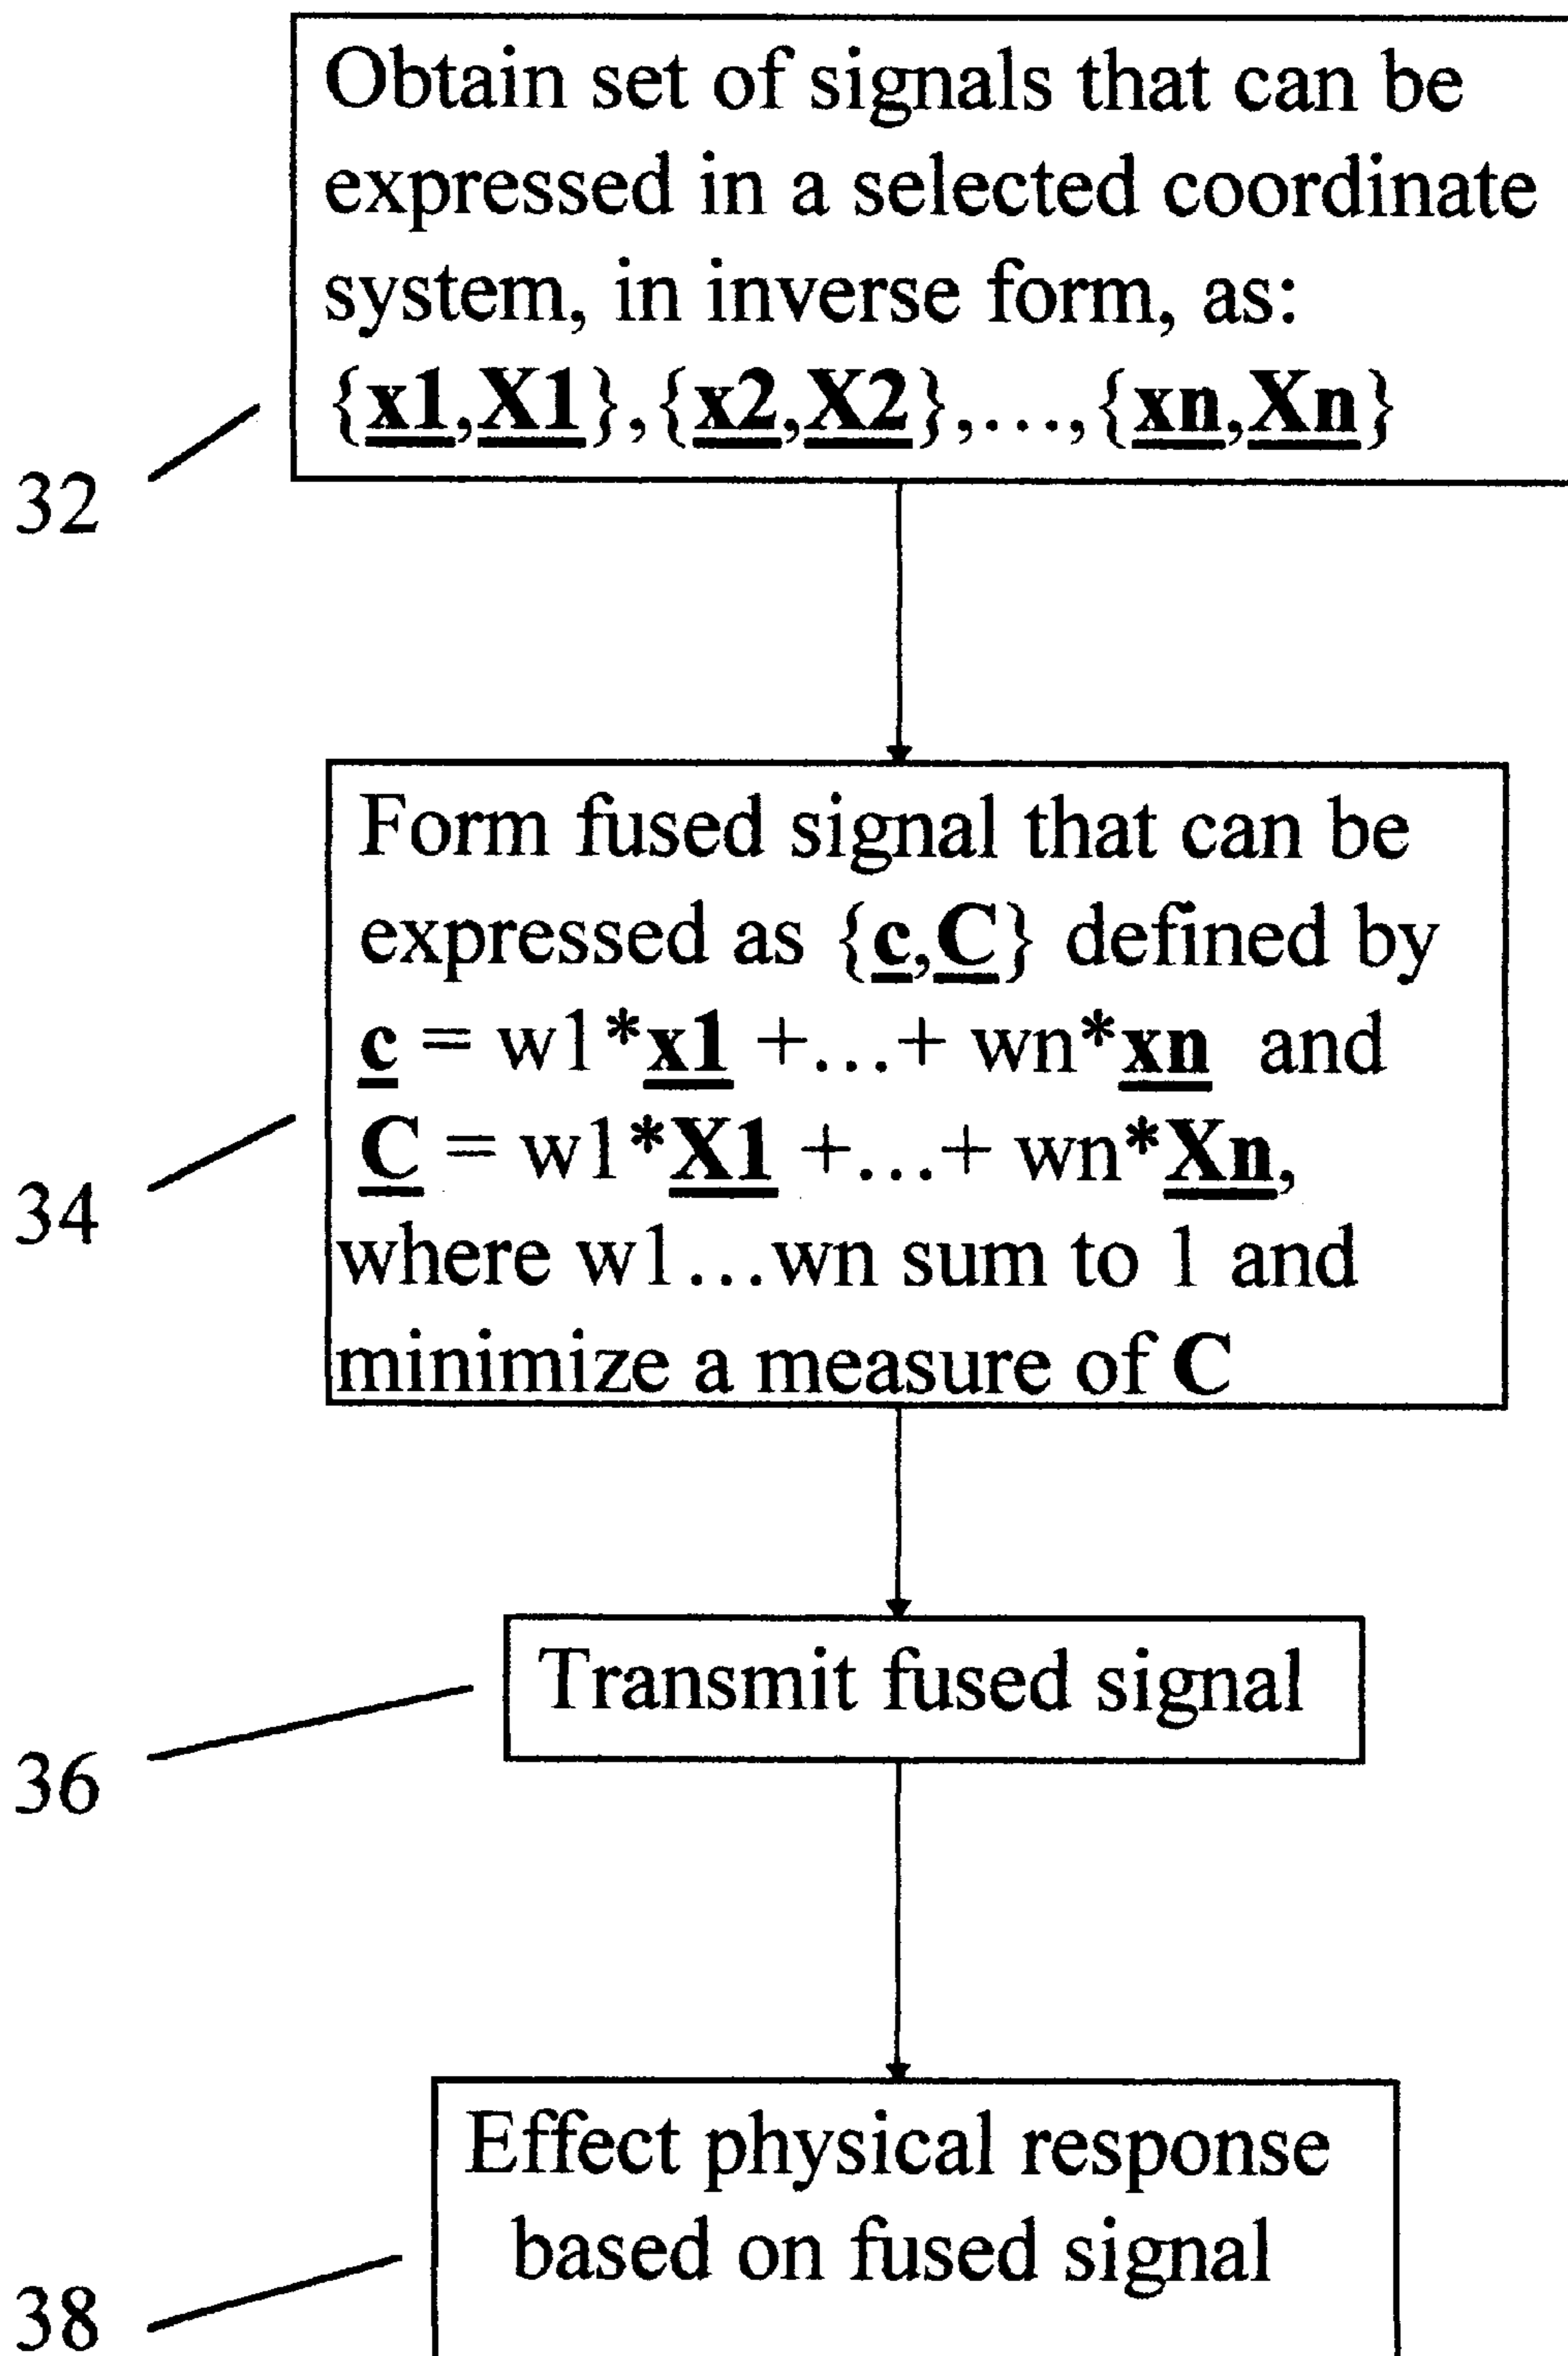 Obtain set of signals that can be
expressed in a selected coordinate
system, in inverse form, as:
{x1,X1},{x2,X2},...,{xn,Xn}
32
Form fused signal that can be
expressed as {c,C} defined by
c = w1*x1 +...+ wn*xn and
C = w1*X1 +...+ wn*Xn,
where w1...wn sum to 1 and
minimize a measure of C
34
Transmit fused signal
36
Effect physical response
based on fused signal
38